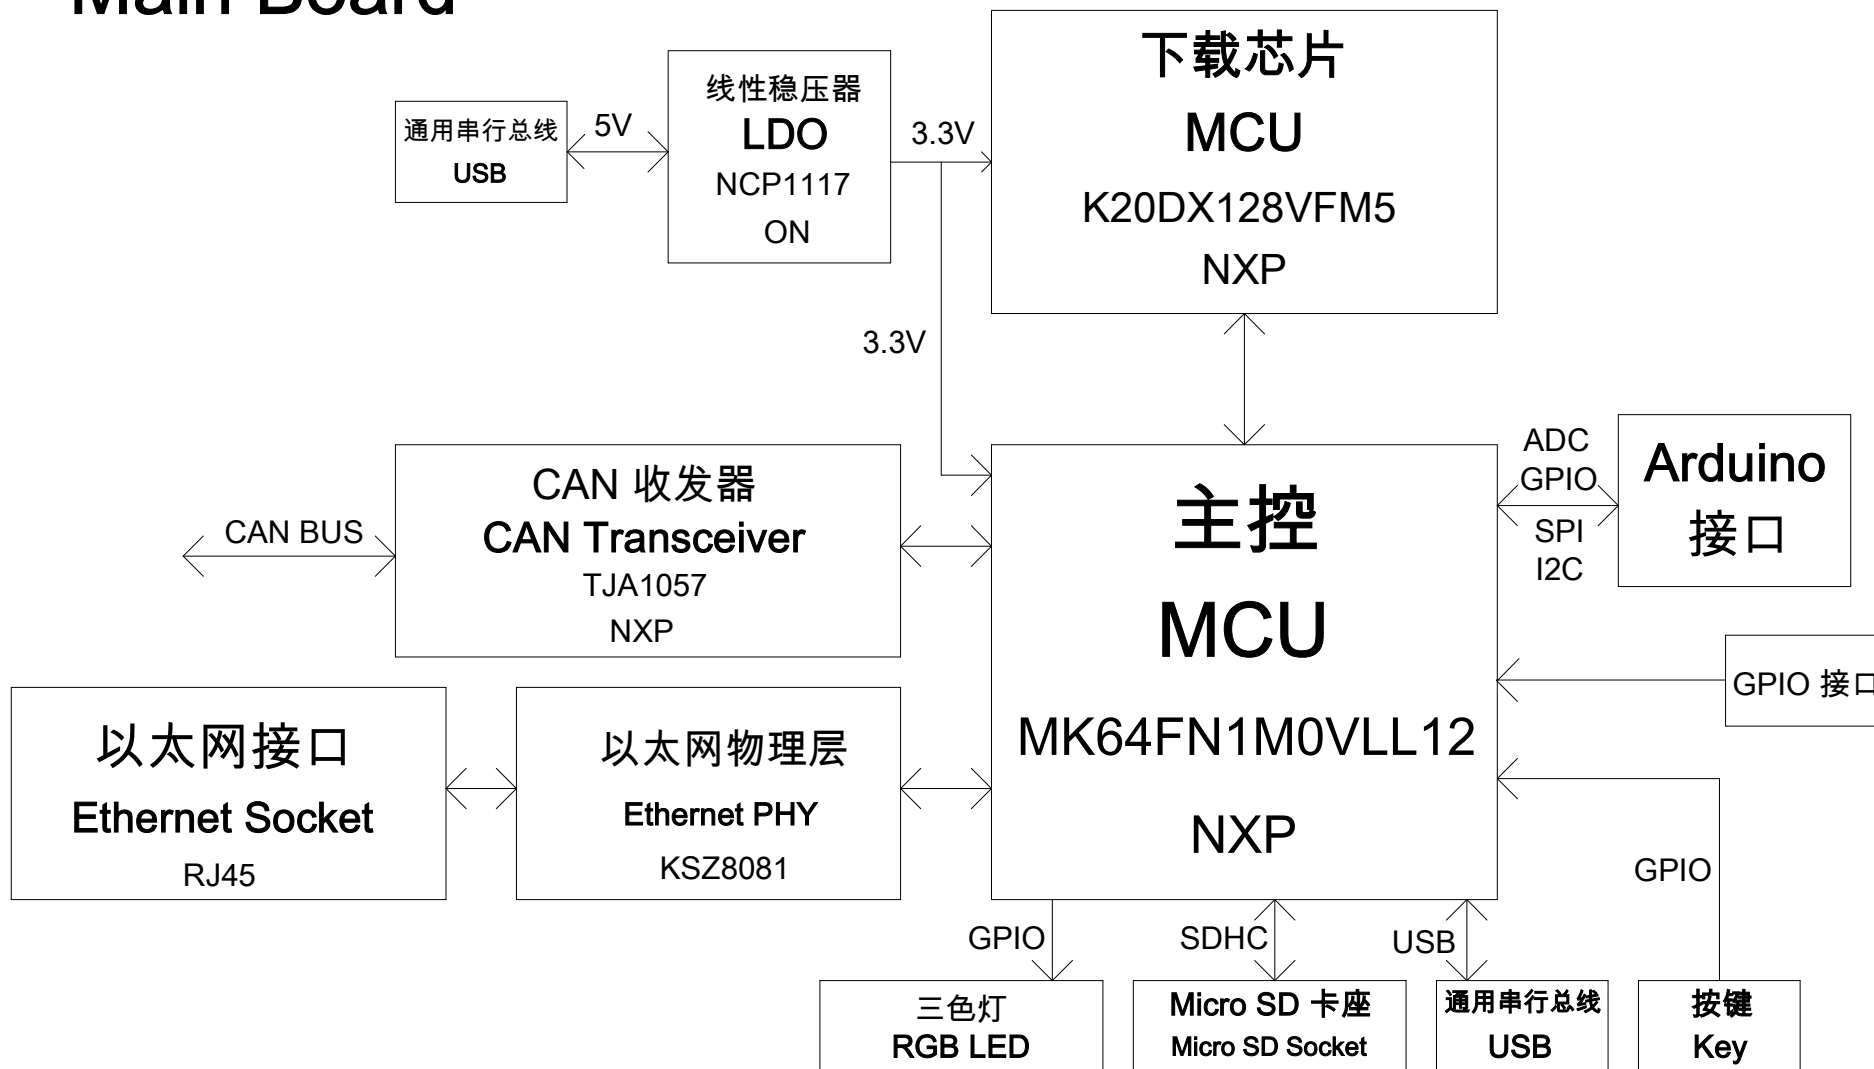 Main Board
下载芯片
MCU
K20DX128VFM5
NXP
线性稳压器
LDO
NCP1117
ON
通用串行总线
USB
5V
3.3V
3.3V
CAN 收发器
CAN Transceiver
TJA1057
NXP
CAN BUS
主控
MCU
MK64FN1M0VLL12
NXP
ADC
GPIO
SPI
I2C
Arduino
接口
GPIO 接口
以太网接口
Ethernet Socket
RJ45
以太网物理层
Ethernet PHY
KSZ8081
GPIO
GPIO
SDHC
USB
三色灯
RGB LED
Micro SD 卡座
Micro SD Socket
通用串行总线
USB
按键
Key